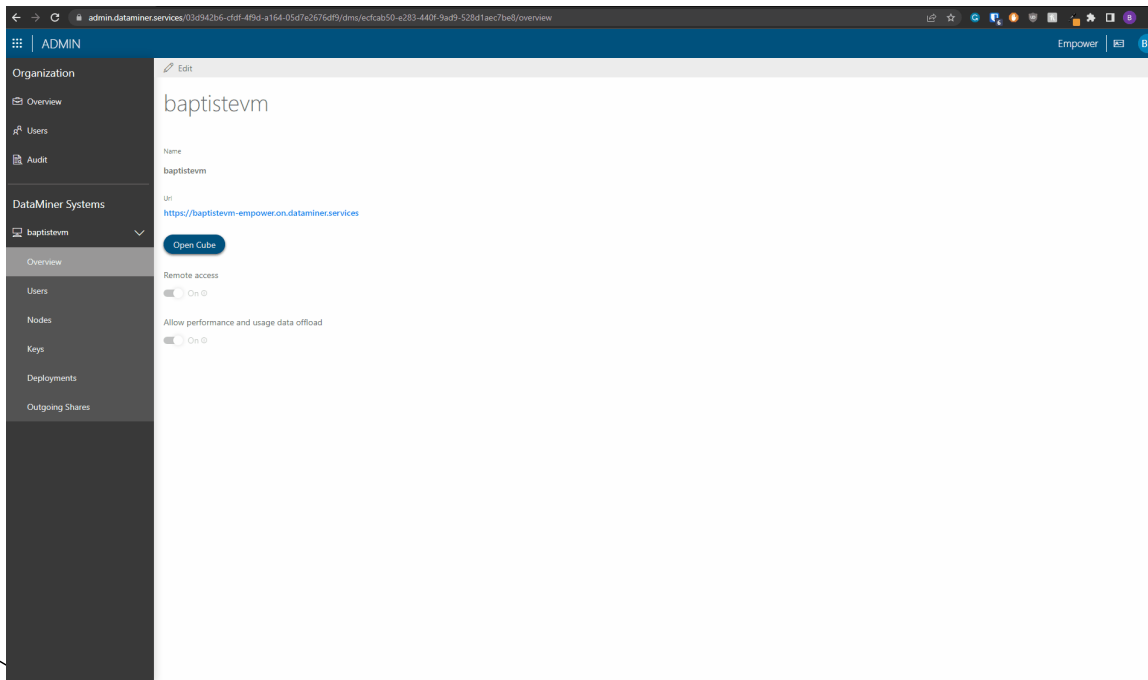 admin.dataminer.services/03d942b6-cfdf-4f9d-a164-05d7e2676df9/dms/ecfcab50-e283-440f-9ad9-528d1aec7be8/overview
ADMIN
Empower
B
Organization
Overview
Users
Audit
DataMiner Systems
baptistevm
Overview
Users
Nodes
Keys
Deployments
Outgoing Shares
Edit
baptistevm
Name
baptistevm
Url
https://baptistevm-empower.on.dataminer.services
Open Cube
Remote access
On
Allow performance and usage data offload
On